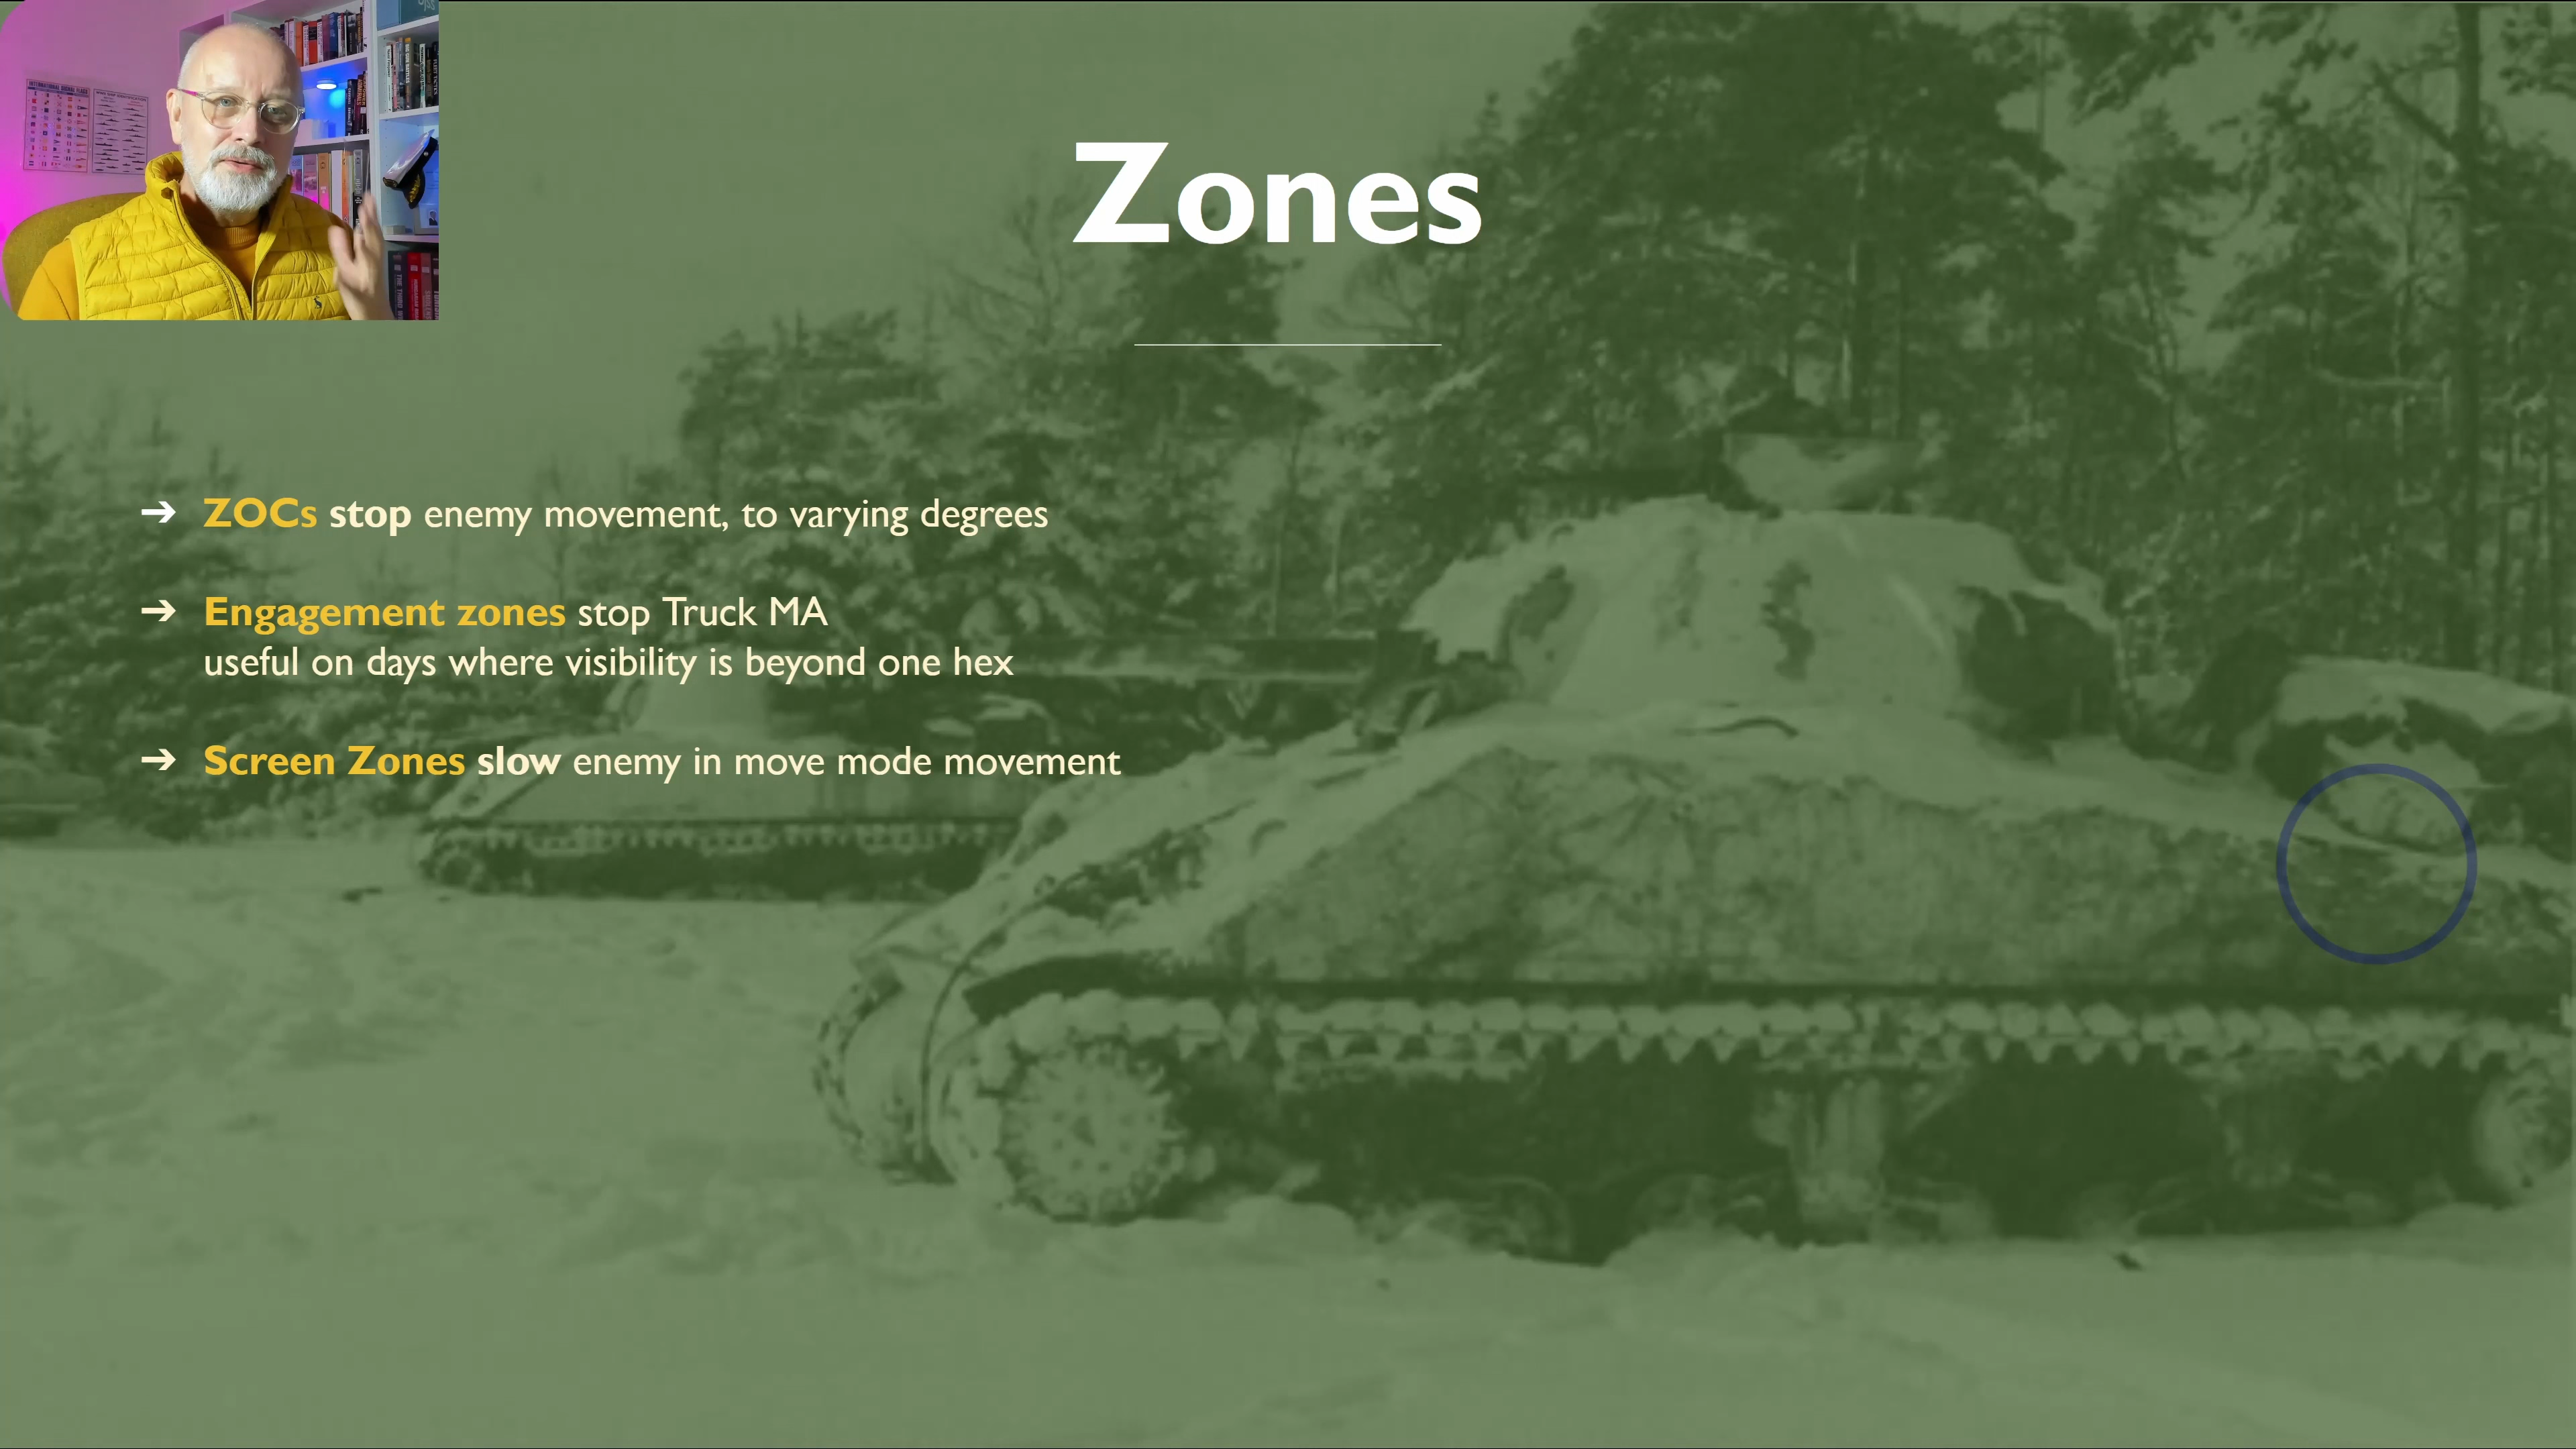 Zones
➔ ZOCs stop enemy movement, to varying degrees
➔ Engagement zones stop Truck MA
useful on days where visibility is beyond one hex
➔ Screen Zones slow enemy in move mode movement